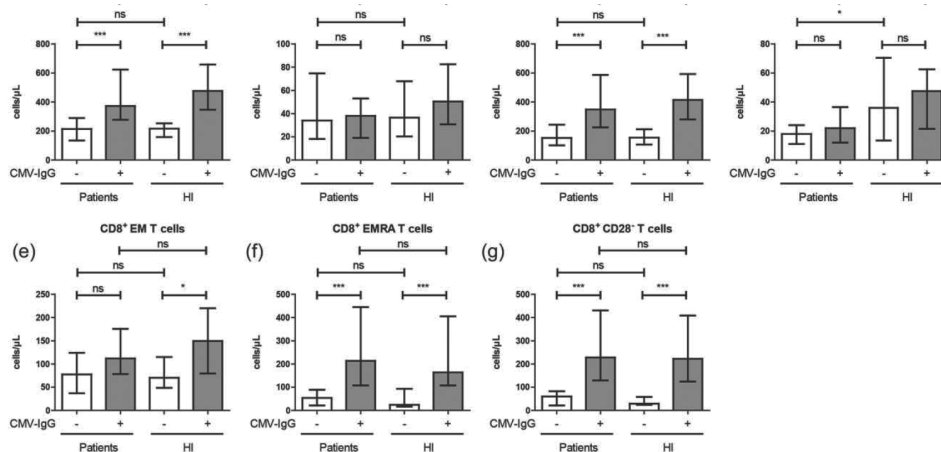 ns ns *
*** *** ns ns *** *** ns ns
800 100 800 80
600 80 600 60
60
400 400 40
40
200 20 200 20
0 0 0 0
cells/µL cells/µL cells/µL cells/µL
CMV-IgG - + - + CMV-IgG - + - + CMV-IgG - + - + CMV-IgG - + - +
Patients HI Patients HI Patients HI Patients HI
CD8⁺ EM T cells CD8⁺ EMRA T cells CD8⁺ CD28⁻ T cells
(e) (f) (g)
ns ns ns
ns ns ns
ns * *** *** *** ***
250 500 500
200 400 400
150 300 300
100 200 200
50 100 100
0 0 0
cells/µL cells/µL cells/µL
CMV-IgG - + - + CMV-IgG - + - + CMV-IgG - + - +
Patients HI Patients HI Patients HI